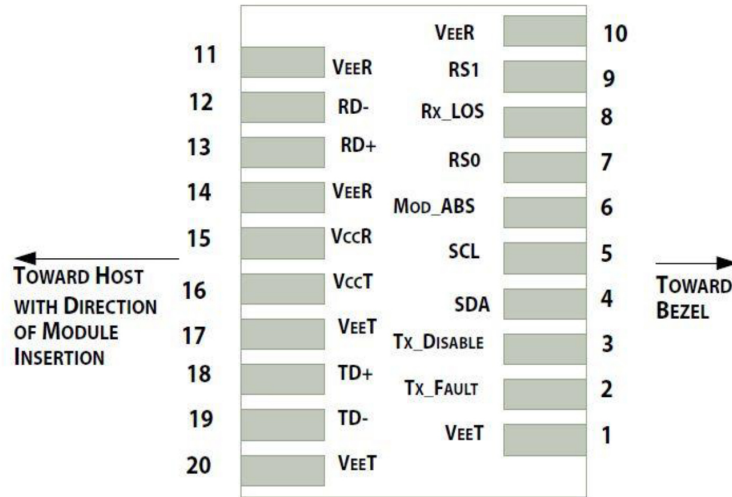 11 VEER
12 RD-
13 RD+
14 VEER
15 VCCR
16 VCCT
17 VEET
18 TD+
19 TD-
20 VEET
VEER 10
RS1 9
RX_LOS 8
RS0 7
MOD_ABS 6
SCL 5
SDA 4
TX_DISABLE 3
TX_FAULT 2
VEET 1
TOWARD HOST
WITH DIRECTION
OF MODULE
INSERTION
TOWARD
BEZEL